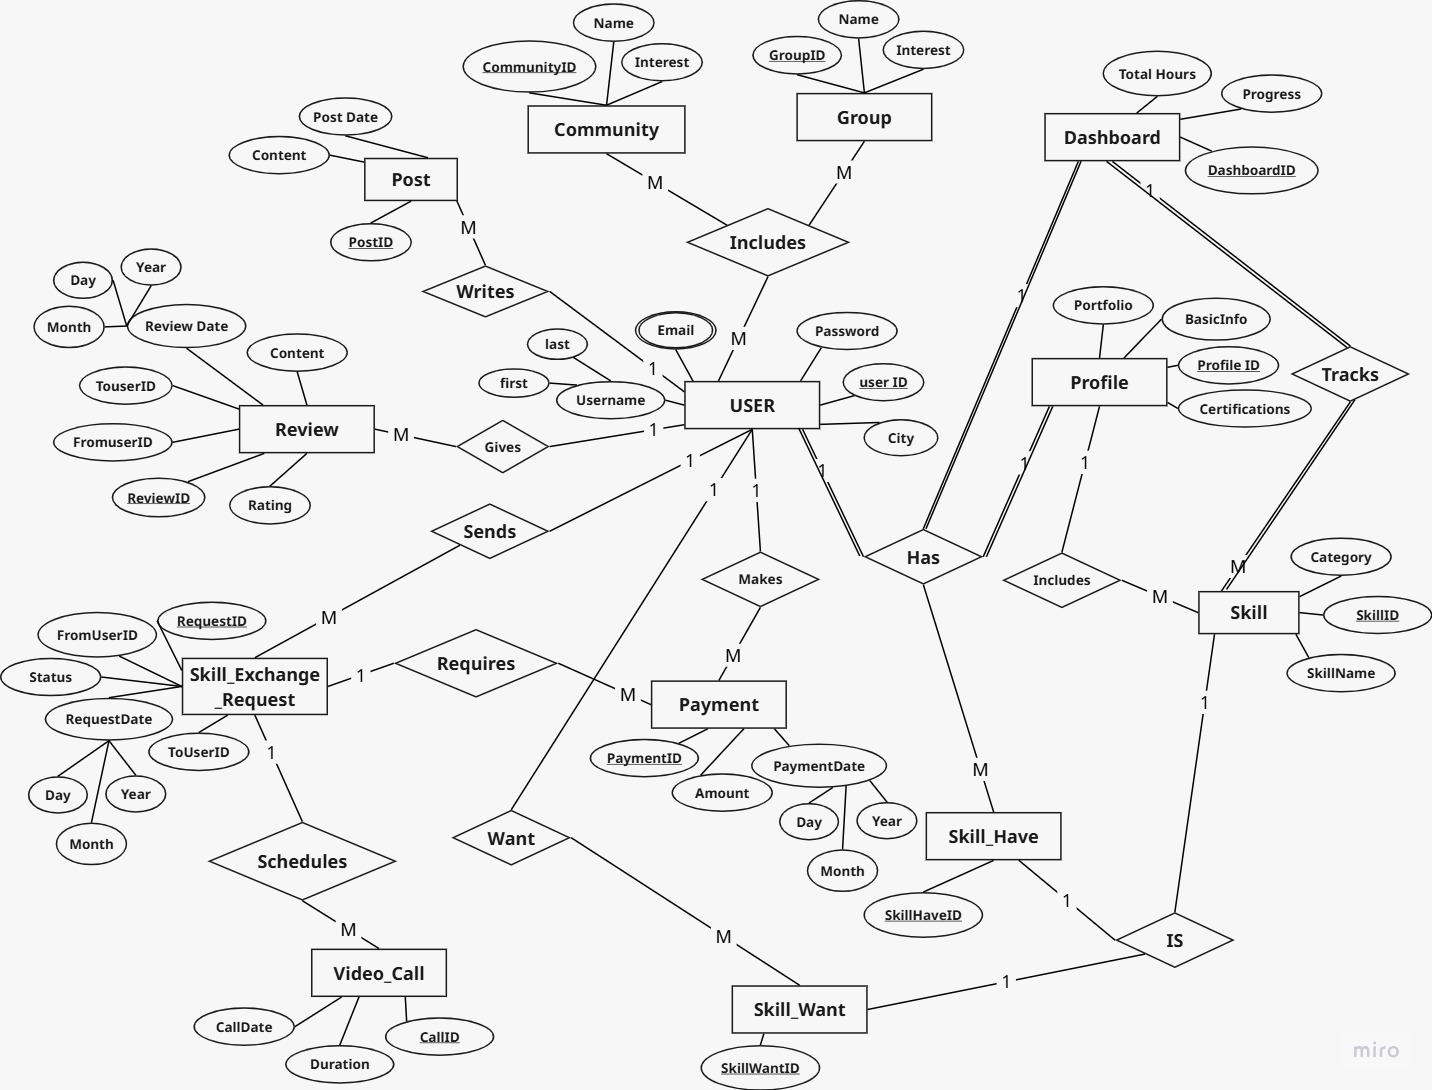 Name
CommunityID
Interest
Community
Name
GroupID
Interest
Group
Total Hours
Progress
Dashboard
DashboardID
Post Date
Content
Post
PostID
M
M
M
1
Includes
Writes
M
1
1
Day
Year
Month
Review Date
Content
TouserID
FromuserID
Review
ReviewID
Rating
M
Gives
1
last
first
Username
Email
Password
USER
user ID
City
Portfolio
BasicInfo
Profile
Profile ID
Certifications
Tracks
1
1
1
1
1
1
Sends
Makes
Has
Includes
M
M
Category
Skill
SkillID
SkillName
M
FromUserID
RequestID
Status
Skill_Exchange
_Request
RequestDate
ToUserID
Day
Year
Month
1
Requires
M
M
Payment
PaymentID
Amount
PaymentDate
Day
Year
Month
1
1
Schedules
Want
M
Skill_Have
SkillHaveID
1
IS
M
Video_Call
CallDate
CallID
Duration
M
1
Skill_Want
SkillWantID
miro